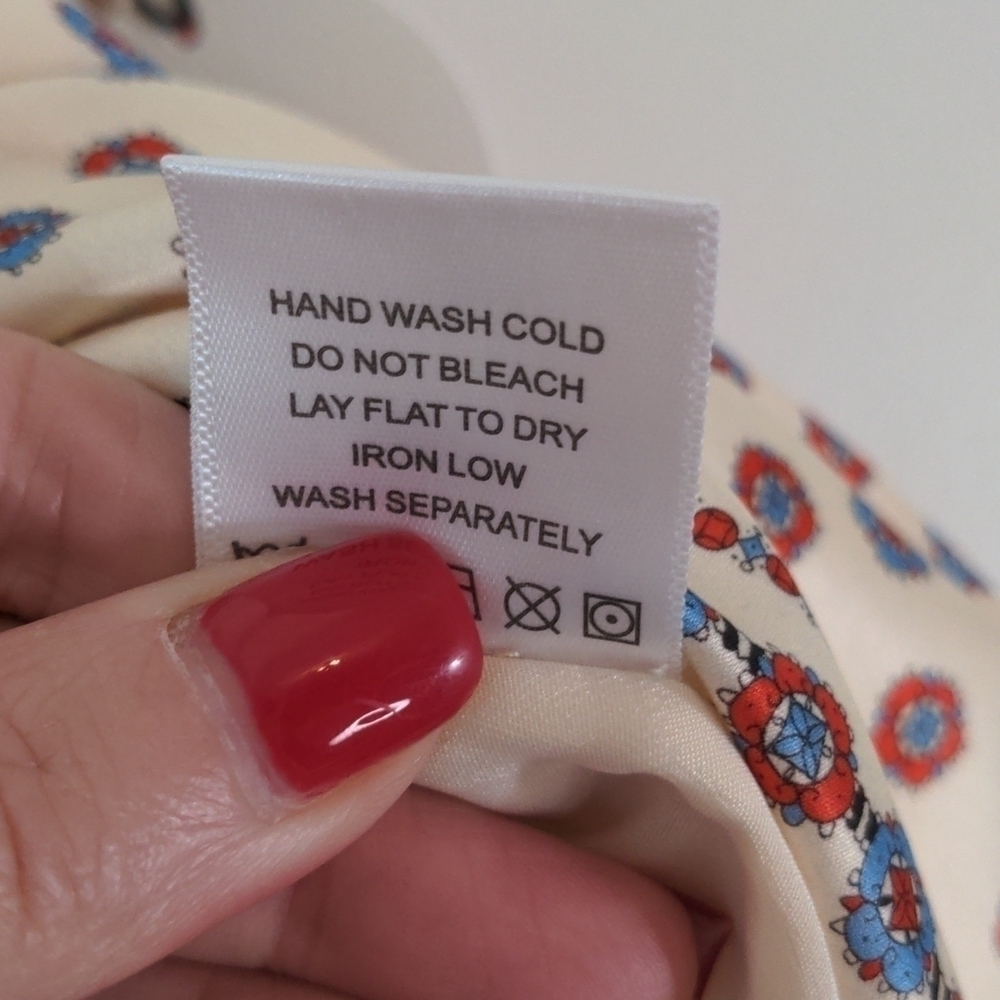 HAND WASH COLD
DO NOT BLEACH
LAY FLAT TO DRY
IRON LOW
WASH SEPARATELY